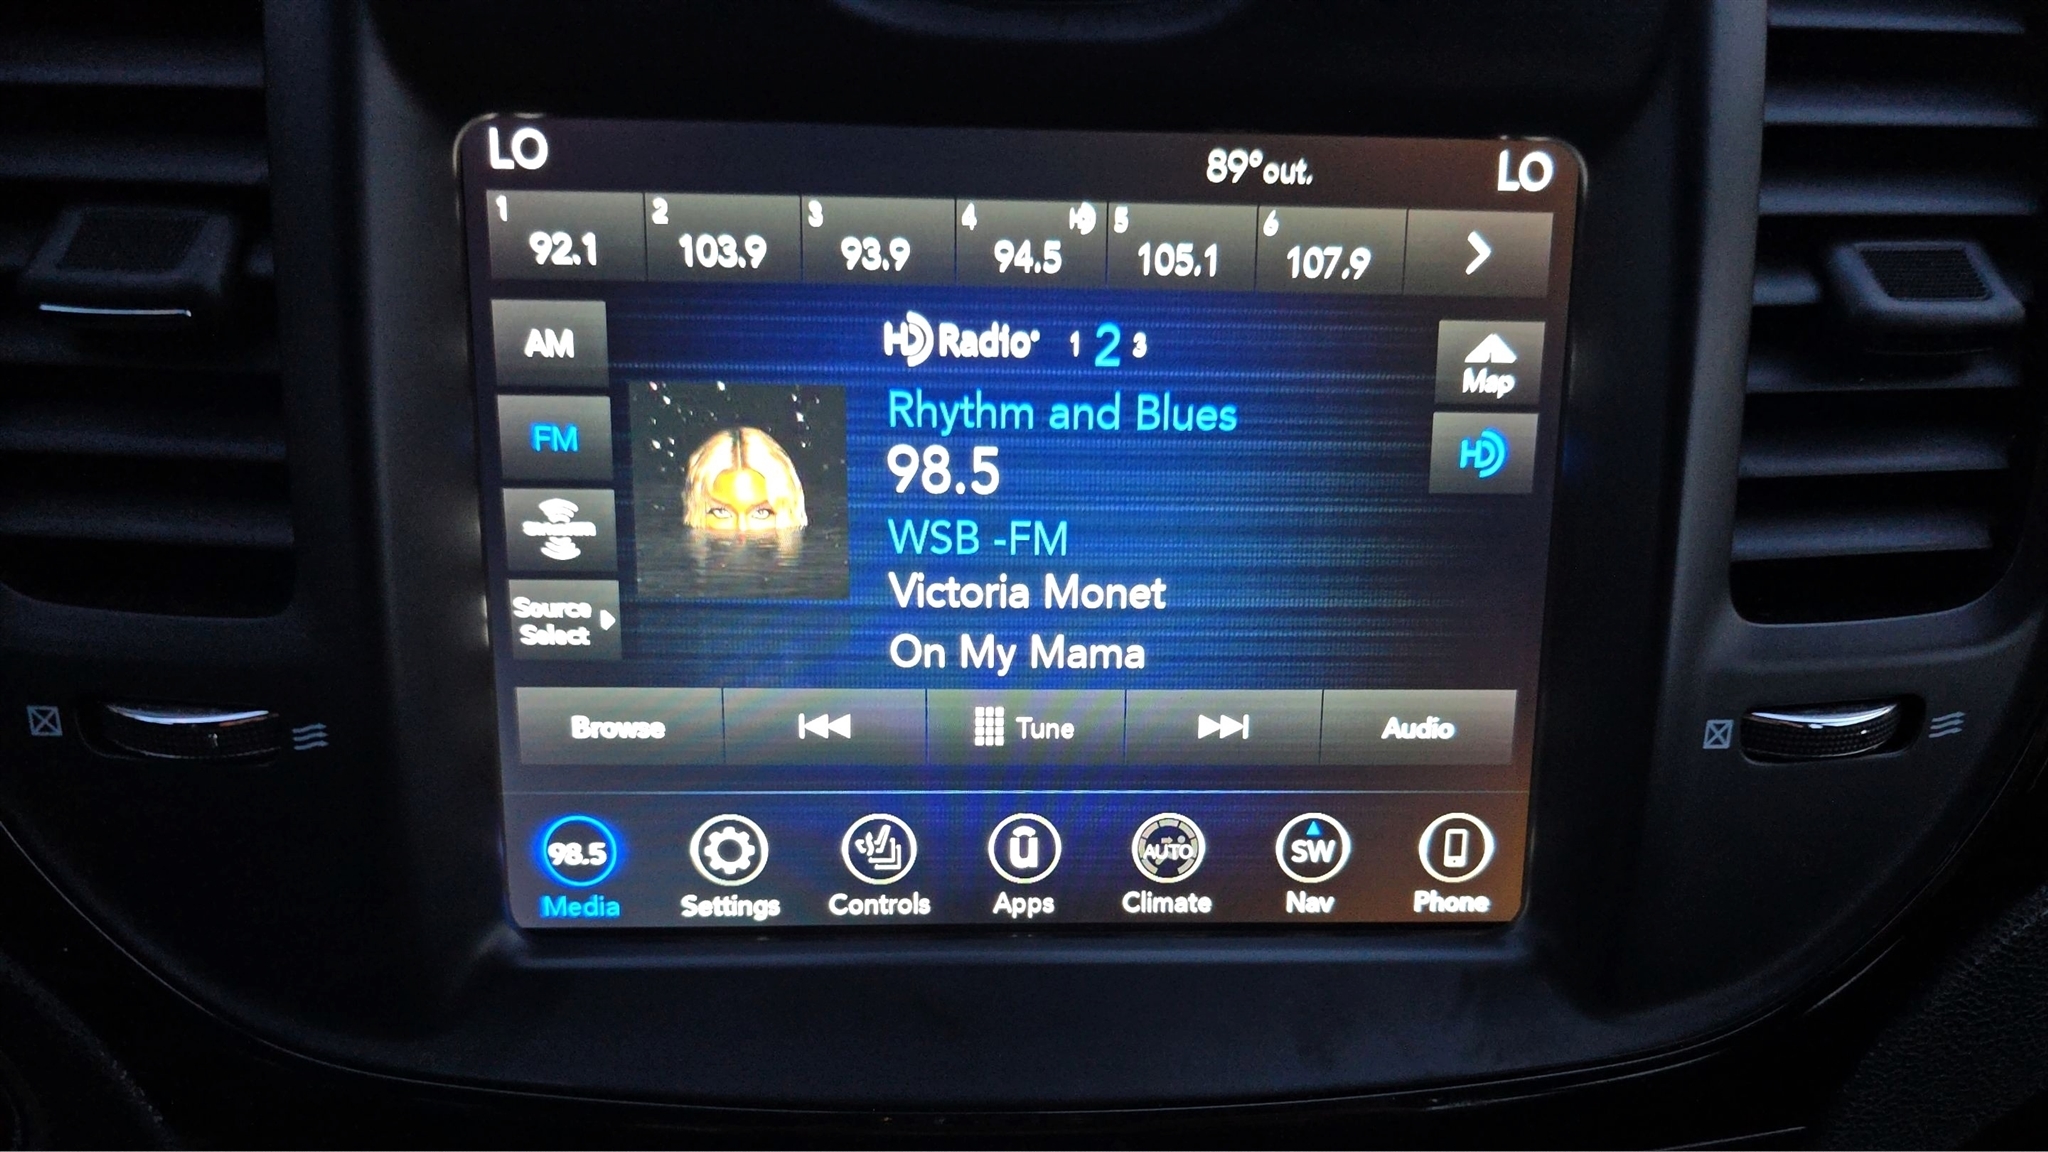 LO 89°out. LO
1 2 3 4 HD 5 6
92.1 103.9 93.9 94.5 105.1 107.9
AM
HD Radio 1 2 3
Map
Rhythm and Blues
FM
98.5
HD
WSB -FM
Victoria Monet
Source
Select
On My Mama
Browse Tune Audio
98.5 AUTO SW
Media Settings Controls Apps Climate Nav Phone